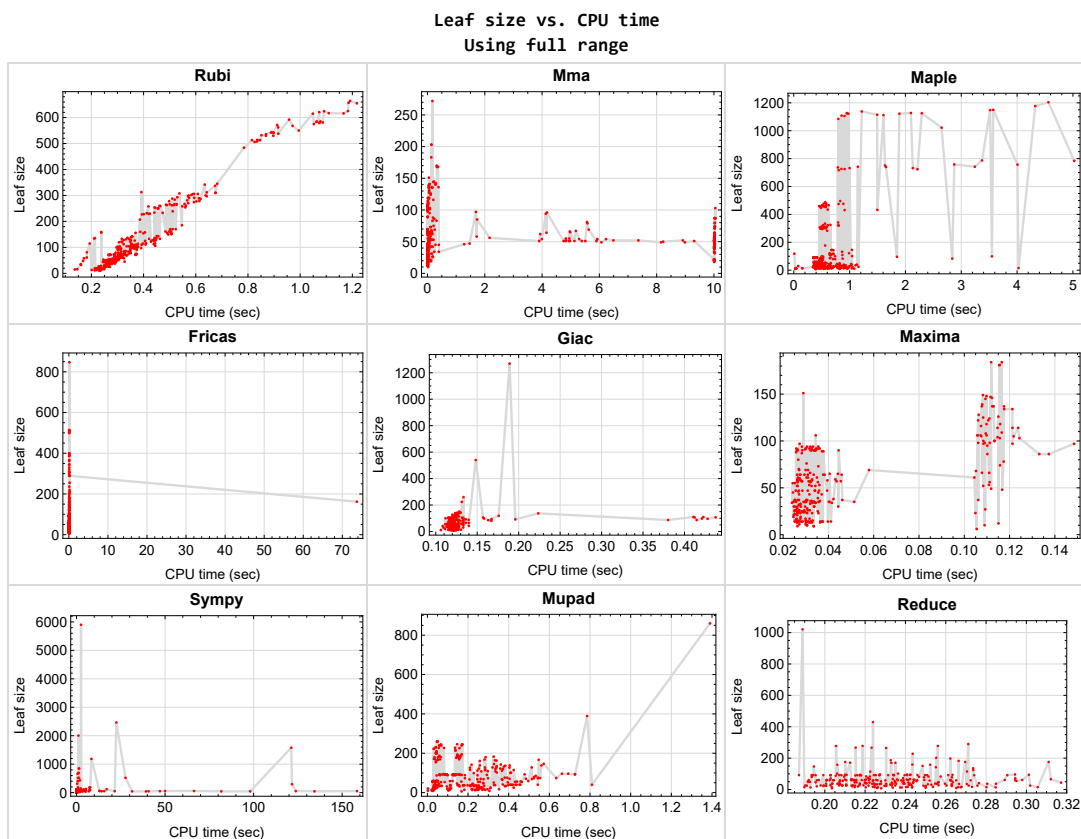 Leaf size vs. CPU time
Using full range
Rubi
Mma
Maple
Leaf size
600
500
400
300
200
100
0
0.2 0.4 0.6 0.8 1.0 1.2
CPU time (sec)
Leaf size
250
200
150
100
50
0
0 2 4 6 8 10
CPU time (sec)
Leaf size
1200
1000
800
600
400
200
0
0 1 2 3 4 5
CPU time (sec)
Fricas
Giac
Maxima
Leaf size
800
600
400
200
0
0 10 20 30 40 50 60 70
CPU time (sec)
Leaf size
1200
1000
800
600
400
200
0
0.10 0.15 0.20 0.25 0.30 0.35 0.40
CPU time (sec)
Leaf size
150
100
50
0
0.02 0.04 0.06 0.08 0.10 0.12 0.14
CPU time (sec)
Sympy
Mupad
Reduce
Leaf size
6000
5000
4000
3000
2000
1000
0
0 50 100 150
CPU time (sec)
Leaf size
800
600
400
200
0
0.0 0.2 0.4 0.6 0.8 1.0 1.2 1.4
CPU time (sec)
Leaf size
1000
800
600
400
200
0
0.20 0.22 0.24 0.26 0.28 0.30 0.32
CPU time (sec)